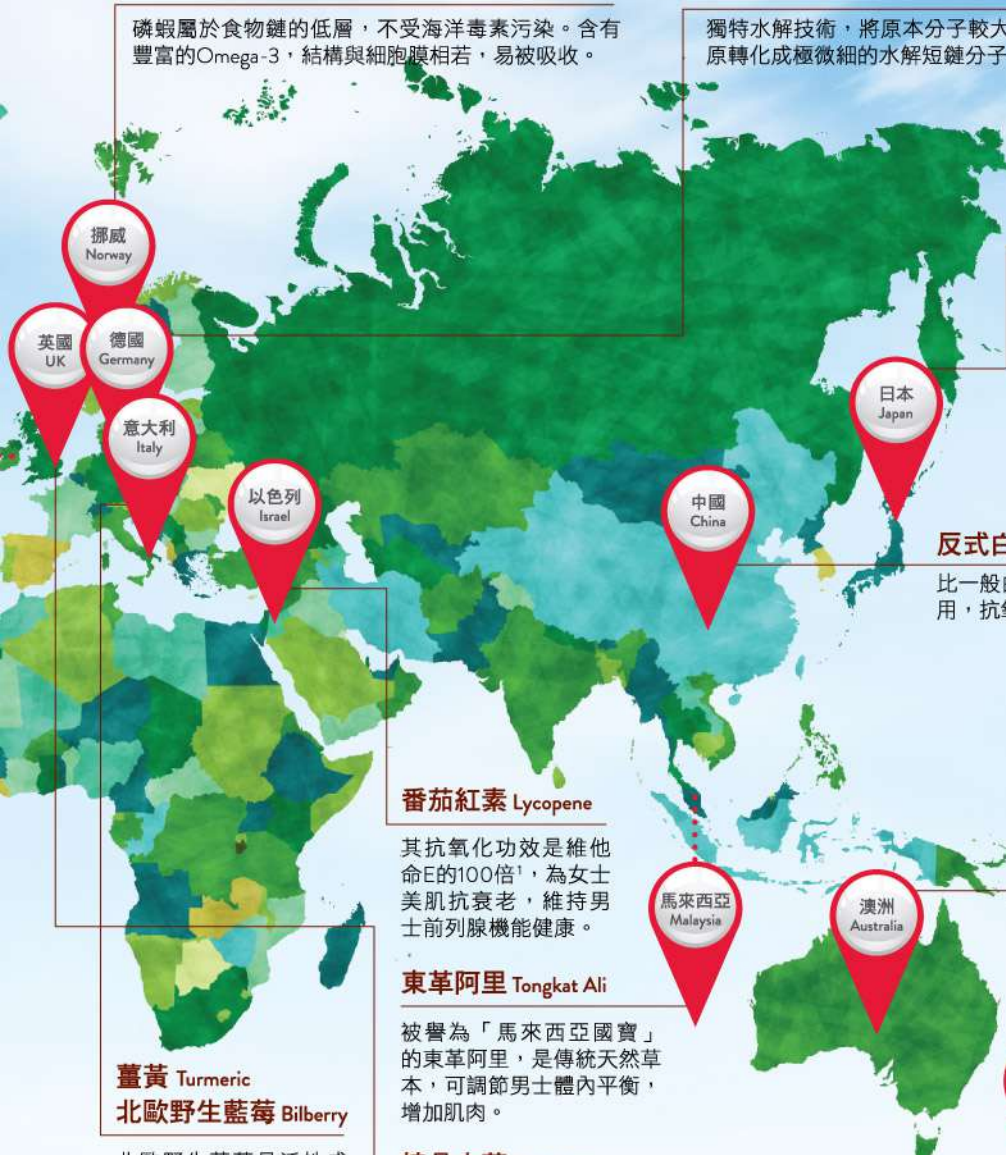 磷蝦屬於食物鏈的低層，不受海洋毒素污染。含有
豐富的Omega-3，結構與細胞膜相若，易被吸收。
獨特水解技術，將原本分子較大
原轉化成極微細的水解短鏈分子
挪威
Norway
英國
UK
德國
Germany
意大利
Italy
以色列
Israel
日本
Japan
中國
China
反式白
比一般
用，抗氧
番茄紅素 Lycopene
其抗氧化功效是維他
命E的100倍¹，為女士
美肌抗衰老，維持男
士前列腺機能健康。
馬來西亞
Malaysia
澳洲
Australia
東革阿里 Tongkat Ali
被譽為「馬來西亞國寶」
的東革阿里，是傳統天然草
本，可調節男士體內平衡，
增加肌肉。
薑黃 Turmeric
北歐野生藍莓 Bilberry